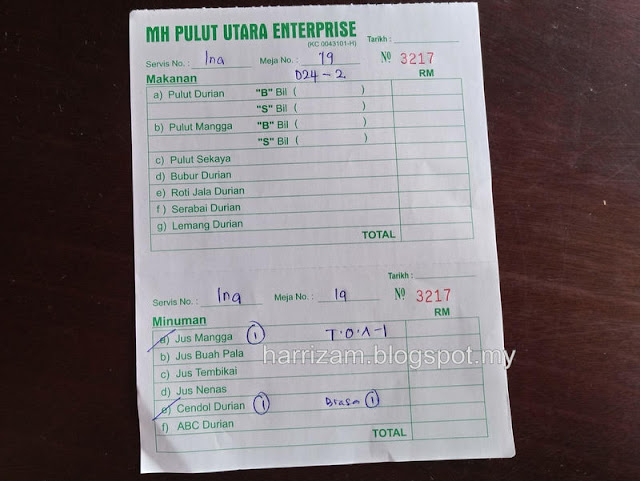 MH PULUT UTARA ENTERPRISE
(KC 0043101-H)
Tarikh :
Servis No. : Ina Meja No. : 19 No 3217
Makanan D24 - 2 RM
a) Pulut Durian "B" Bil ( )
"S" Bil ( )
b) Pulut Mangga "B" Bil ( )
"S" Bil ( )
c) Pulut Sekaya
d) Bubur Durian
e) Roti Jala Durian
f) Serabai Durian
g) Lemang Durian
TOTAL
Tarikh :
Servis No. : Ina Meja No. : 19 No 3217
Minuman RM
a) Jus Mangga 1 T.O.A-1
b) Jus Buah Pala
harrizam.blogspot.my
c) Jus Tembikai
d) Jus Nenas
e) Cendol Durian 1 Biasa 1
f) ABC Durian
TOTAL